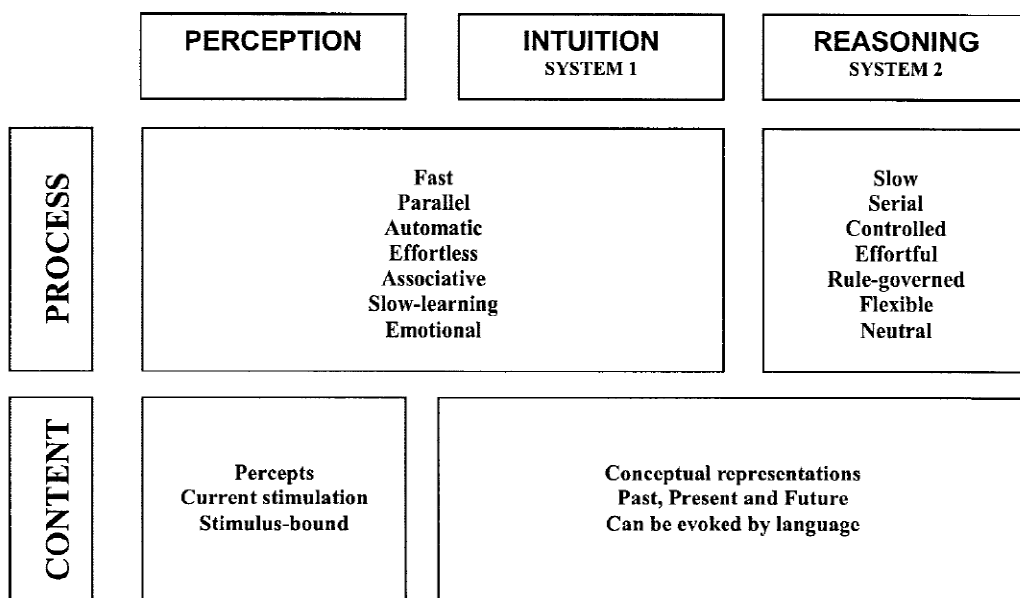 PERCEPTION
INTUITION
SYSTEM 1
REASONING
SYSTEM 2
PROCESS
Fast
Parallel
Automatic
Effortless
Associative
Slow-learning
Emotional
Slow
Serial
Controlled
Effortful
Rule-governed
Flexible
Neutral
CONTENT
Percepts
Current stimulation
Stimulus-bound
Conceptual representations
Past, Present and Future
Can be evoked by language